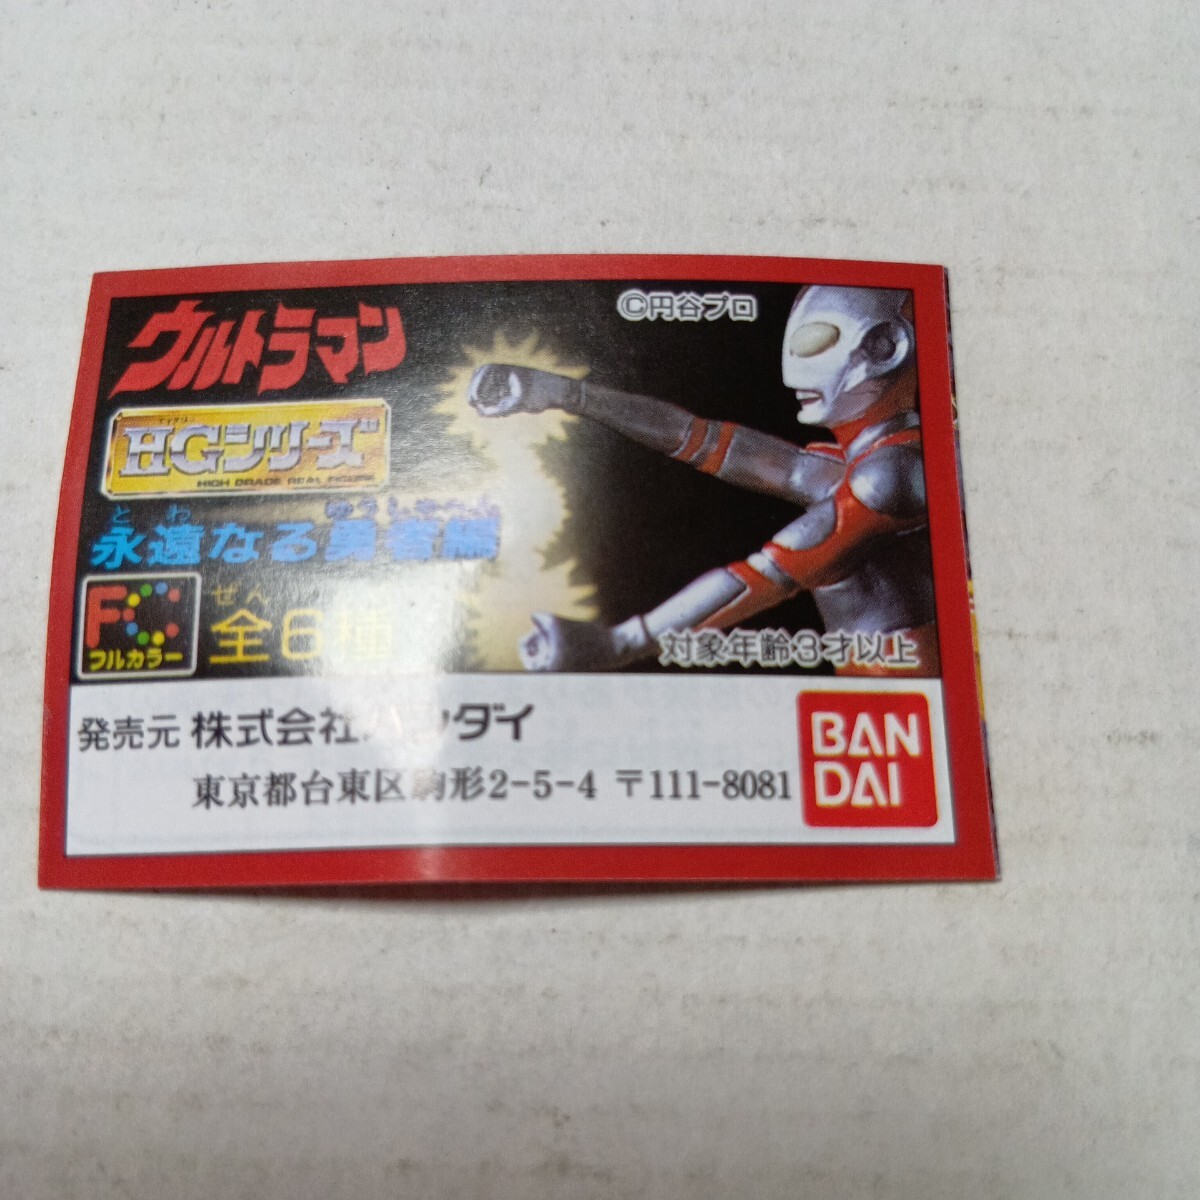 ©円谷プロ
ウルトラマン
HGシリーズ
HIGH GRADE REAL FIGURE
とわ
永遠なる勇者編
FC
フルカラー
ぜん
全6種
対象年齢・3才以上
発売元 株式会社バンダイ
東京都台東区駒形2-5-4 〒111-8081
BAN
DAI